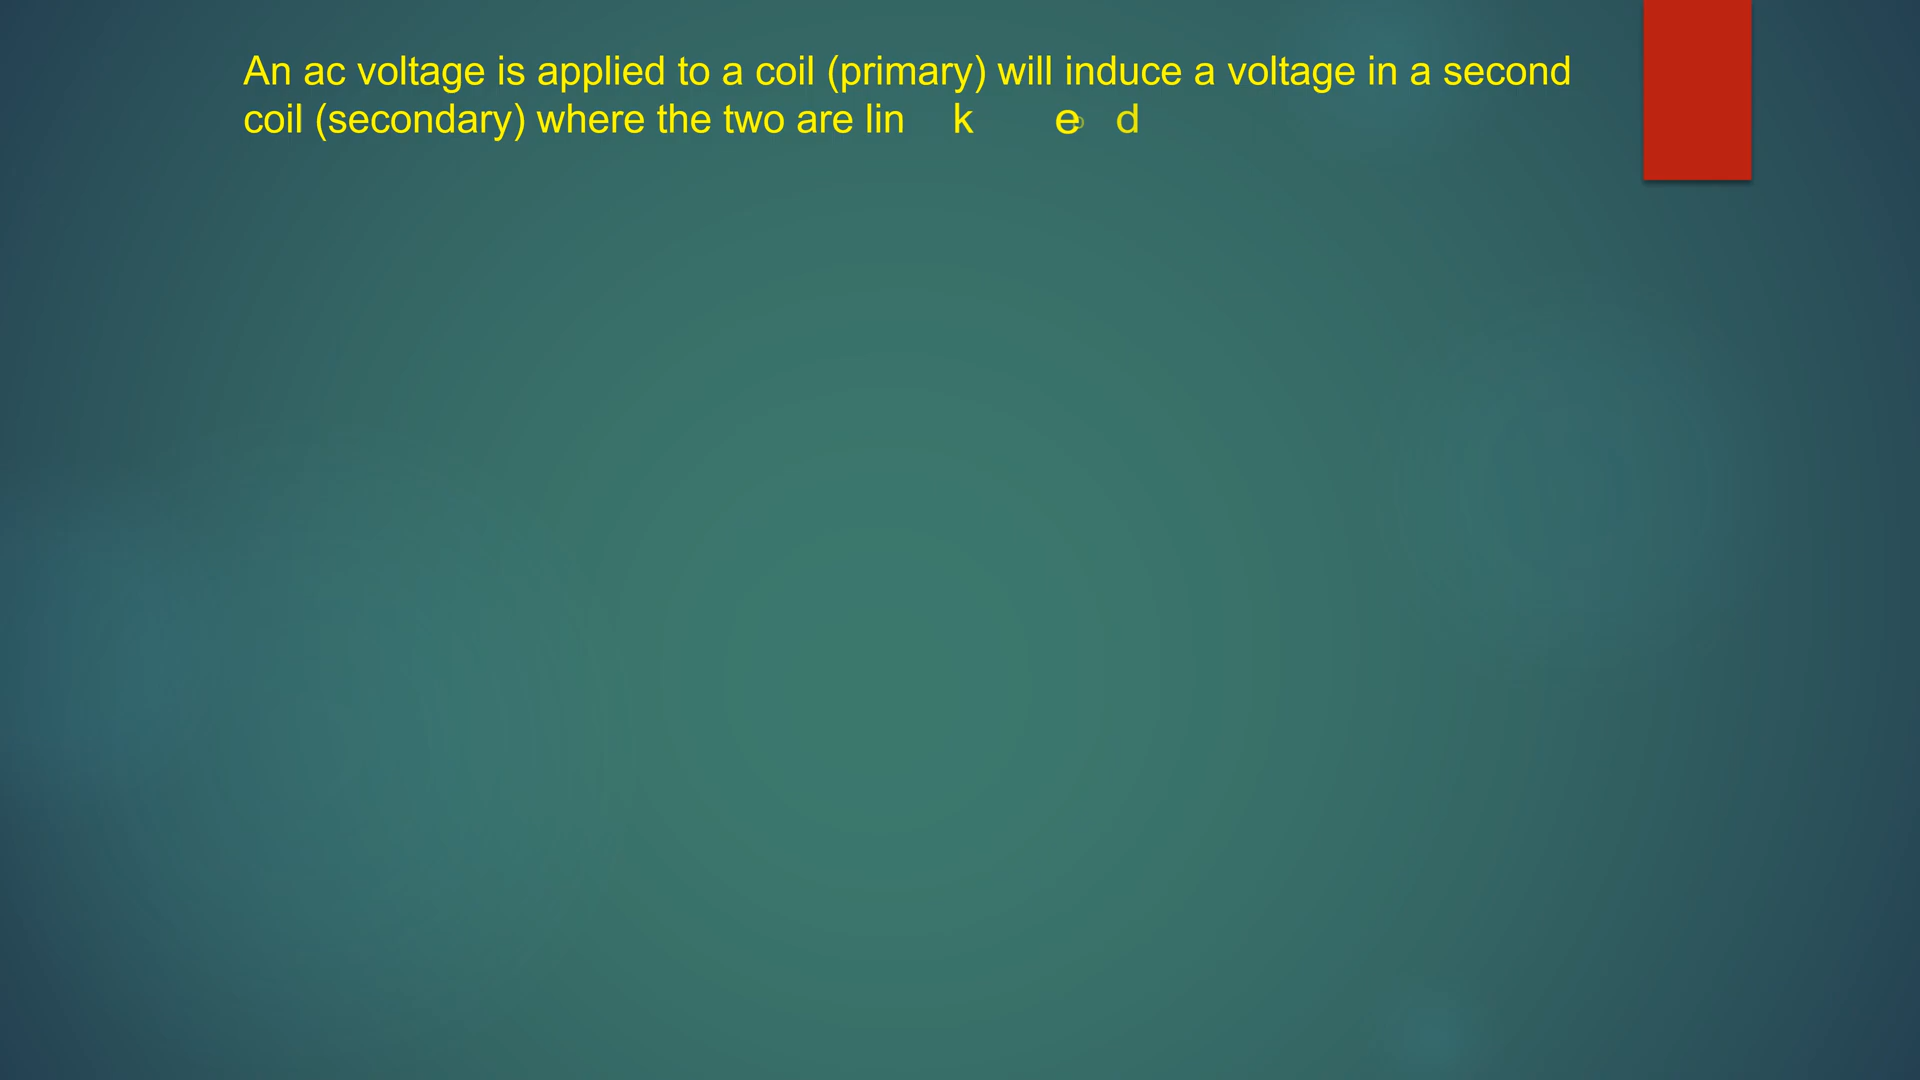 An ac voltage is applied to a coil (primary) will induce a voltage in a second
coil (secondary) where the two are linked